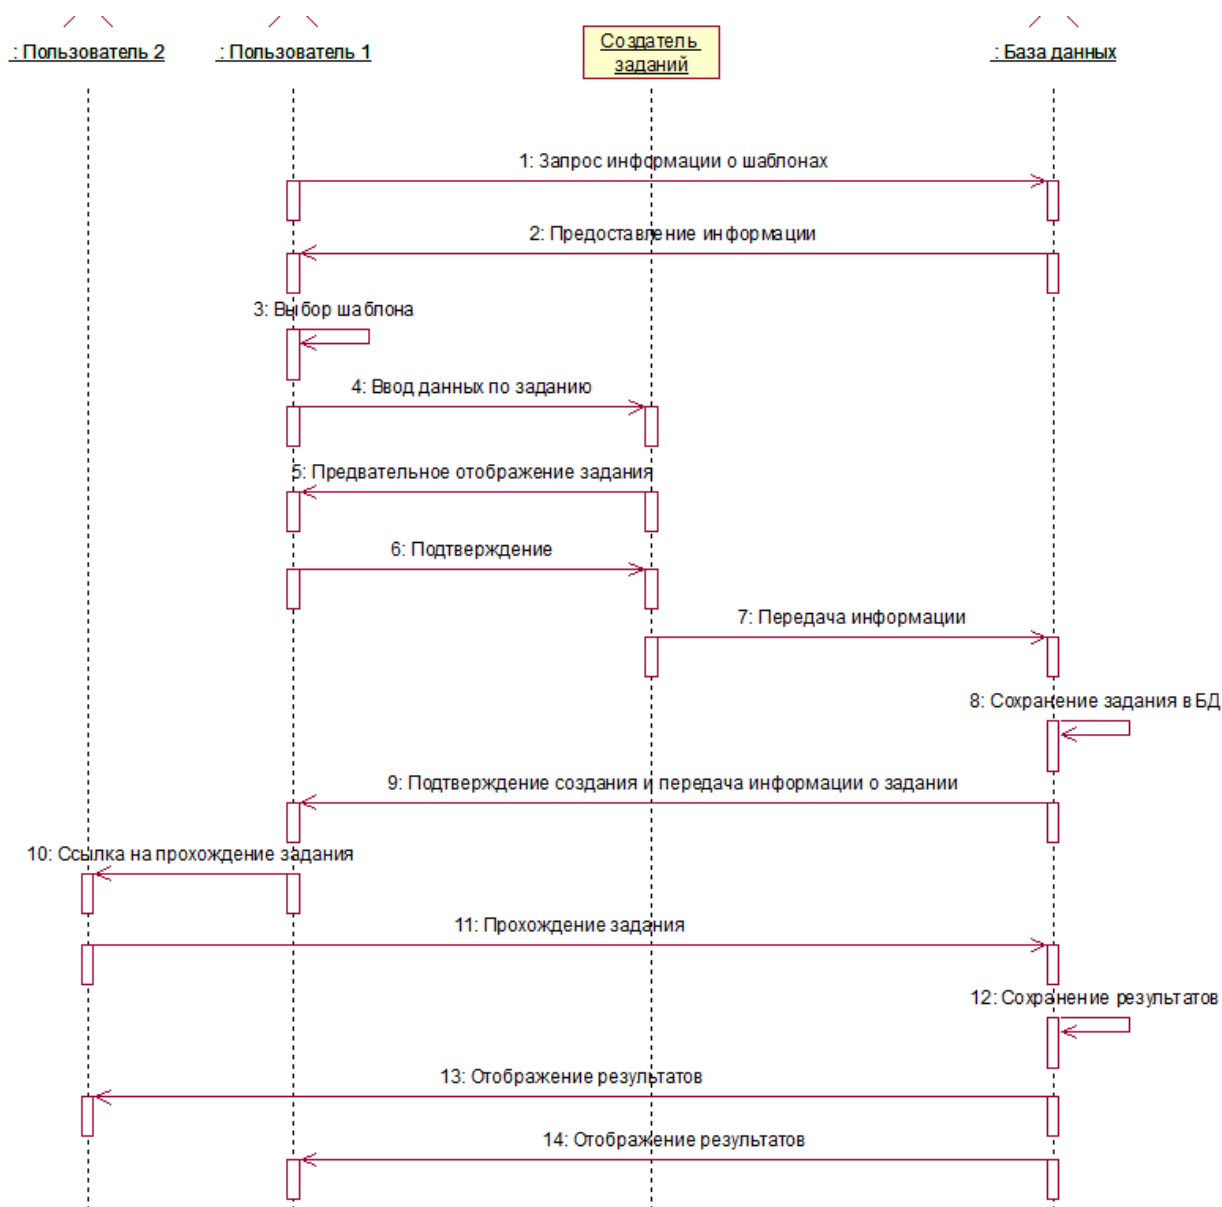 : Пользователь 2
: Пользователь 1
Создатель
заданий
: База данных
1: Запрос информации о шаблонах
2: Предоставление информации
3: Выбор шаблона
4: Ввод данных по заданию
5: Предвательное отображение задания
6: Подтверждение
7: Передача информации
8: Сохранение задания в БД
9: Подтверждение создания и передача информации о задании
10: Ссылка на прохождение задания
11: Прохождение задания
12: Сохранение результатов
13: Отображение результатов
14: Отображение результатов